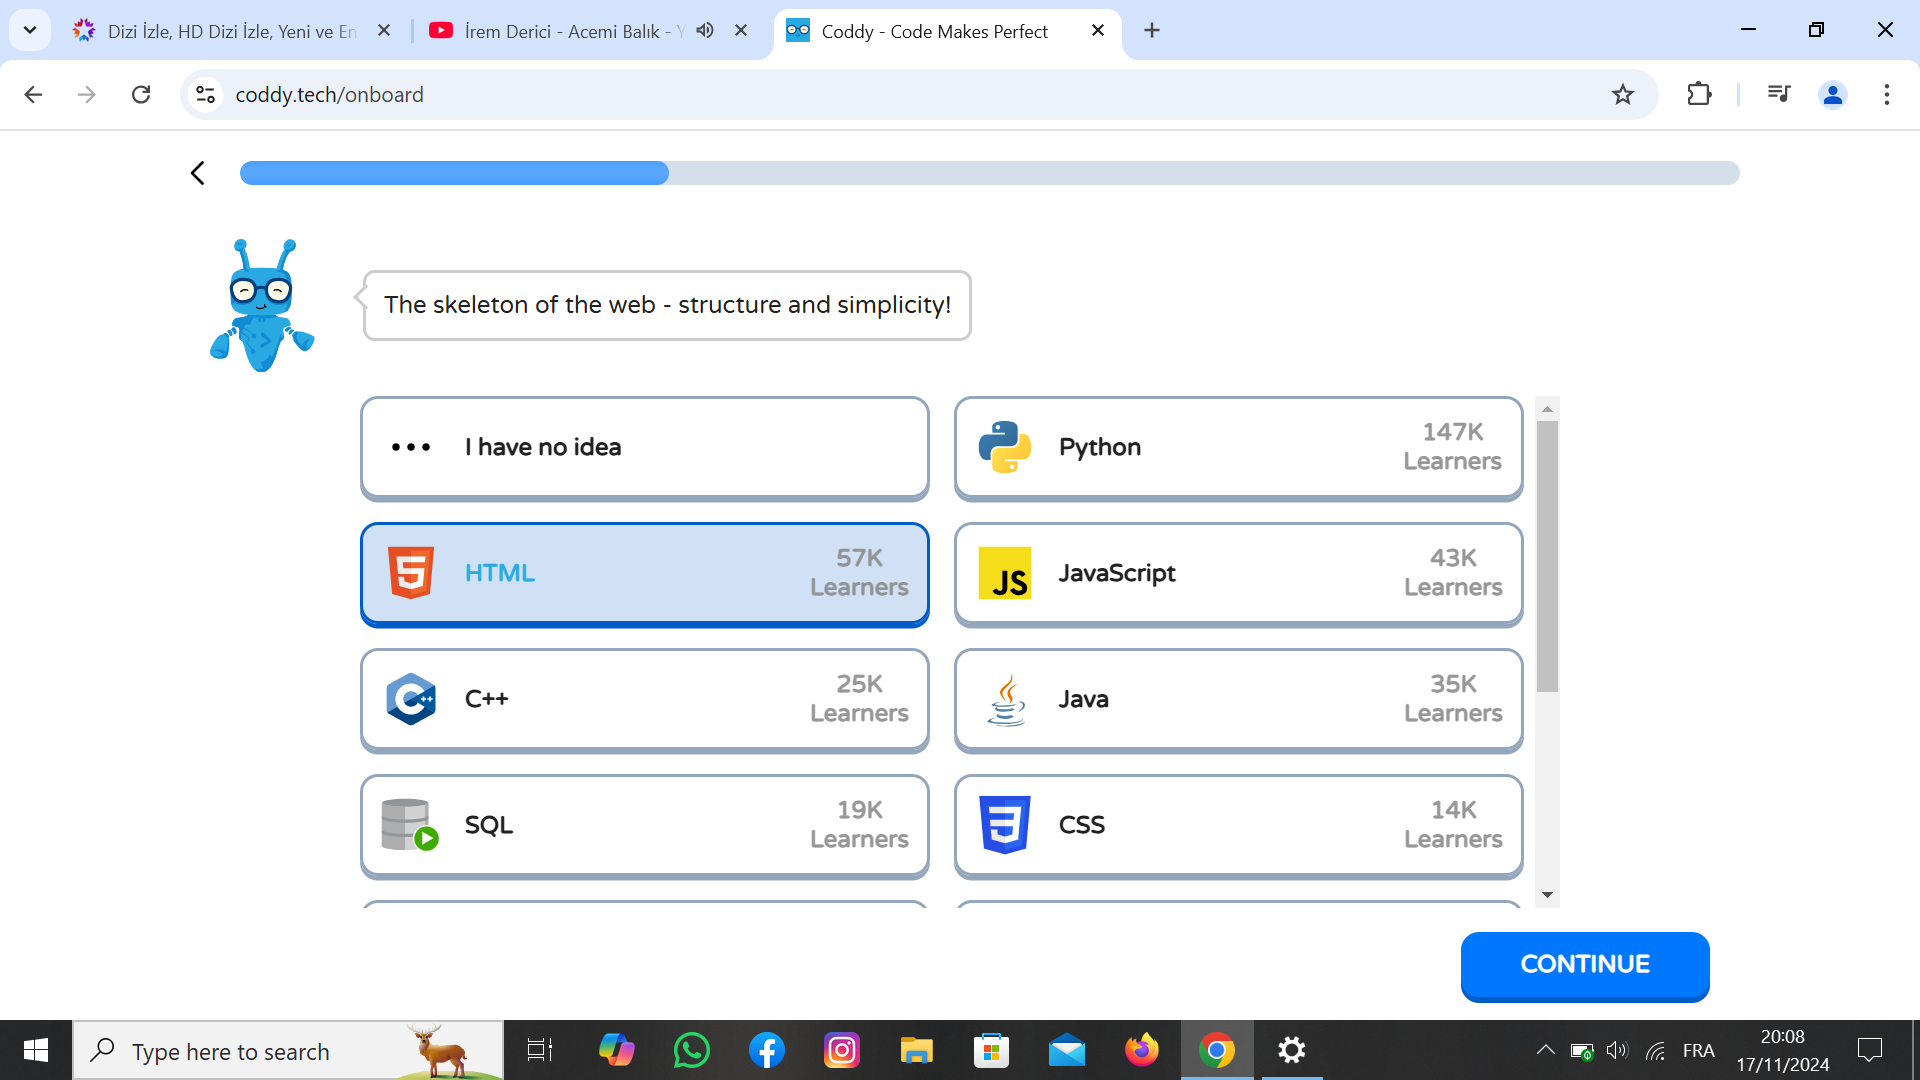 Dizi İzle, HD Dizi İzle, Yeni ve En
İrem Derici - Acemi Balık - Y
Coddy - Code Makes Perfect
coddy.tech/onboard
The skeleton of the web - structure and simplicity!
I have no idea
Python
147K
Learners
HTML
57K
Learners
JS
JavaScript
43K
Learners
C++
25K
Learners
Java
35K
Learners
SQL
19K
Learners
CSS
14K
Learners
CONTINUE
Type here to search
FRA
20:08
17/11/2024